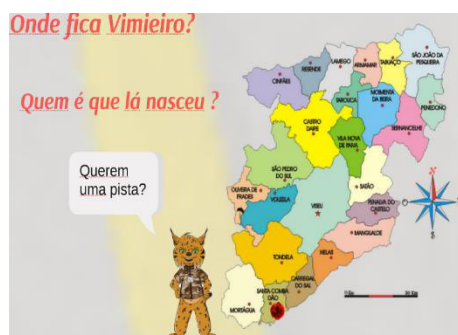 Onde fica Vimieiro?
Quem é que lá nasceu ?
Querem
uma pista?
CINFÃES
RESENDE
LAMEGO
ARMAMAR
TABUAÇO
SÃO JOÃO DA
PESQUEIRA
TAROUCA
MOIMENTA
DA BEIRA
PENEDONO
SERNANCELHE
CASTRO
DAIRE
VILA NOVA
DE PAIVA
SÃO PEDRO
DO SUL
OLIVEIRA DE
FRADES
VOUZELA
VISEU
SATÃO
PENALVA DO
CASTELO
MANGUALDE
NELAS
TONDELA
CARREGAL
DO SAL
SANTA COMBA
DÃO
MORTÁGUA
S